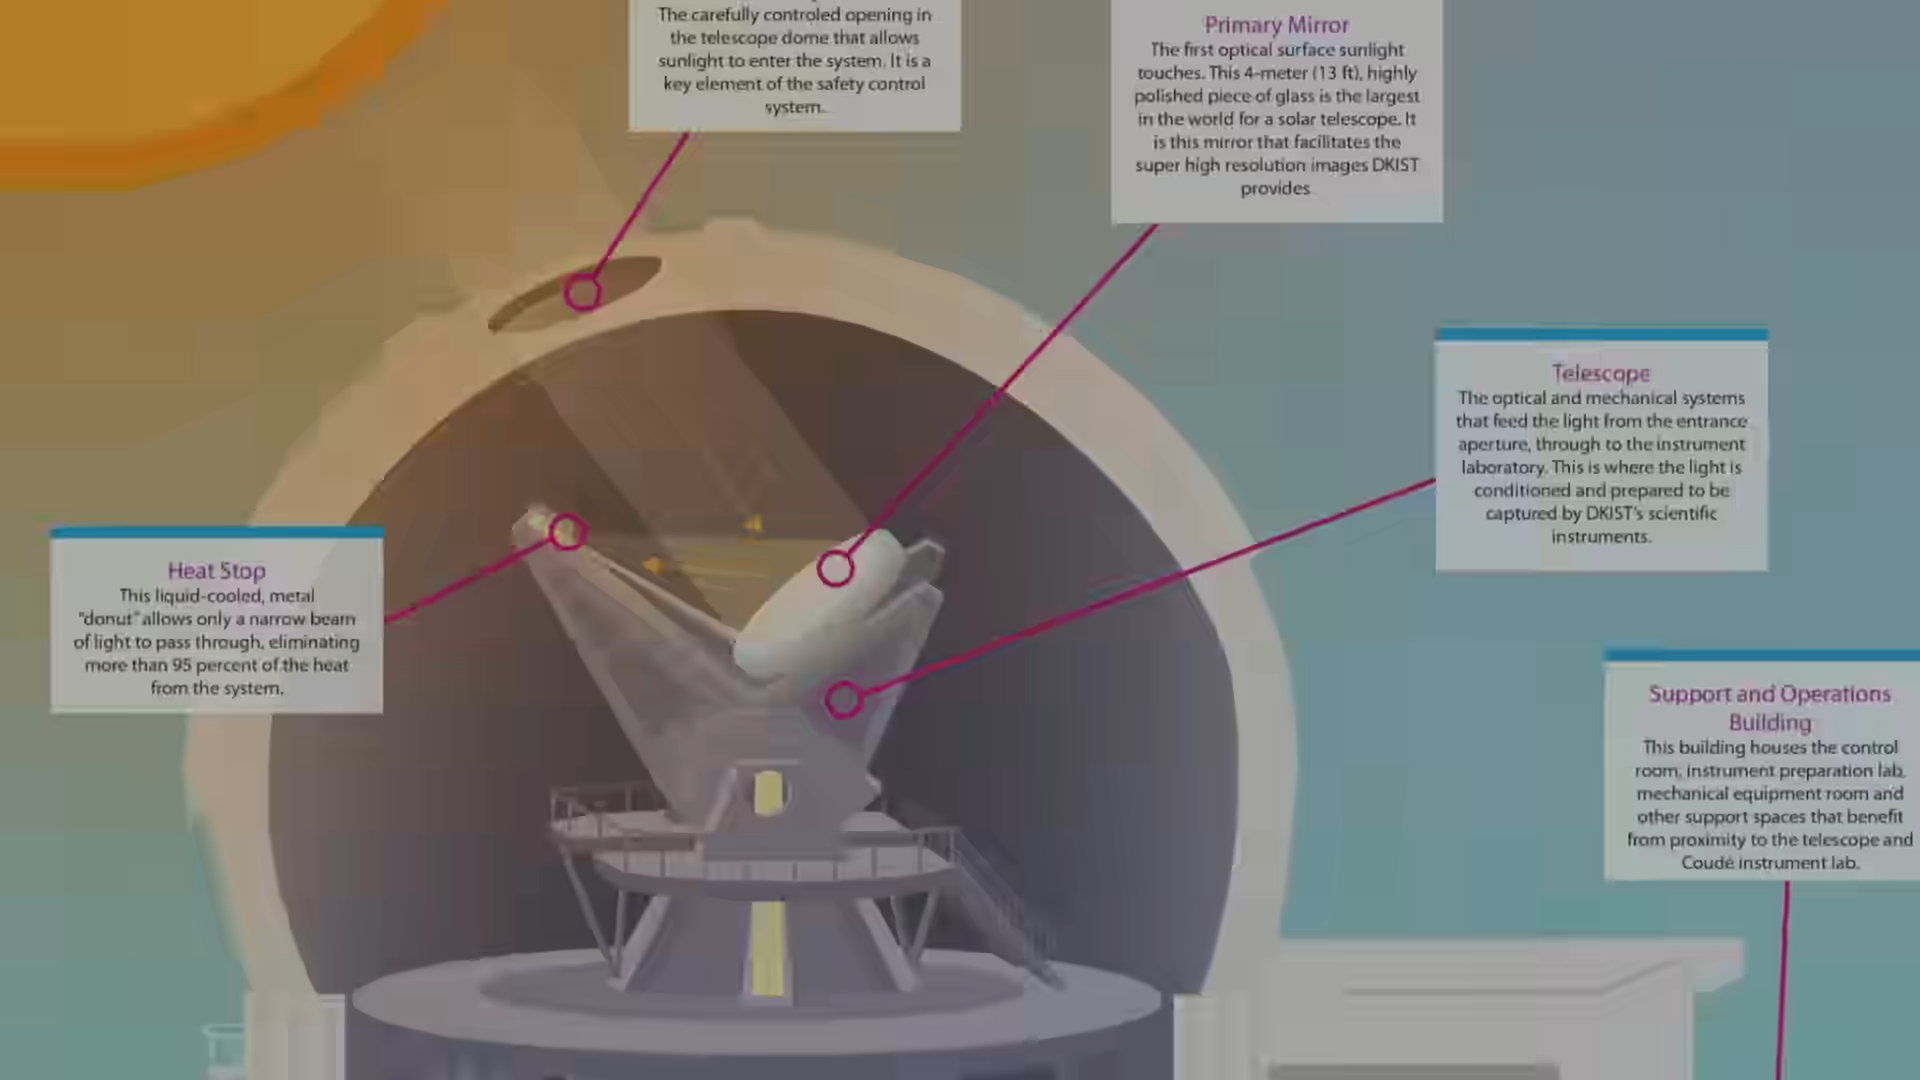 The carefully controled opening in
the telescope dome that allows
sunlight to enter the system. It is a
key element of the safety control
system.
Primary Mirror
The first optical surface sunlight
touches. This 4-meter (13 ft), highly
polished piece of glass is the largest
in the world for a solar telescope. It
is this mirror that facilitates the
super high resolution images DKIST
provides
Telescope
The optical and mechanical systems
that feed the light from the entrance
aperture, through to the instrument
laboratory. This is where the light is
conditioned and prepared to be
captured by DKIST's scientific
instruments.
Heat Stop
This liquid-cooled, metal
"donut" allows only a narrow beam
of light to pass through, eliminating
more than 95 percent of the heat
from the system.
Support and Operations
Building
This building houses the control
room, instrument preparation lab,
mechanical equipment room and
other support spaces that benefit
from proximity to the telescope and
Coudé instrument lab.